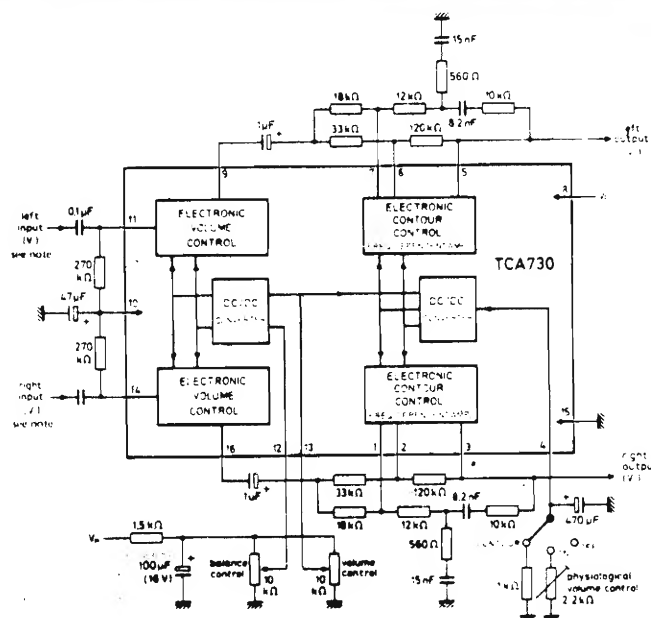 15 nF
560 Ω
18 kΩ
12 kΩ
10 kΩ
8.2 nF
1 µF
+
33 kΩ
120 kΩ
left
output
9
6
5
8
left
input
(Vi)
see note
0.1 µF
11
ELECTRONIC
VOLUME
CONTROL
ELECTRONIC
CONTOUR
CONTROL
TCA730
270
kΩ
47 µF
+
10
DC/DC
CONVERTER
DC/DC
CONVERTER
270
kΩ
right
input
see note
14
ELECTRONIC
VOLUME
CONTROL
ELECTRONIC
CONTOUR
CONTROL
15
16
12
13
1
2
3
4
1 µF
+
33 kΩ
120 kΩ
8.2 nF
right
output
18 kΩ
12 kΩ
10 kΩ
+
470 µF
1.5 kΩ
560 Ω
CONTOUR
+
100 µF
(16 V)
balance
control
10
kΩ
volume
control
10
kΩ
15 nF
1 kΩ
physiological
volume control
2.2 kΩ